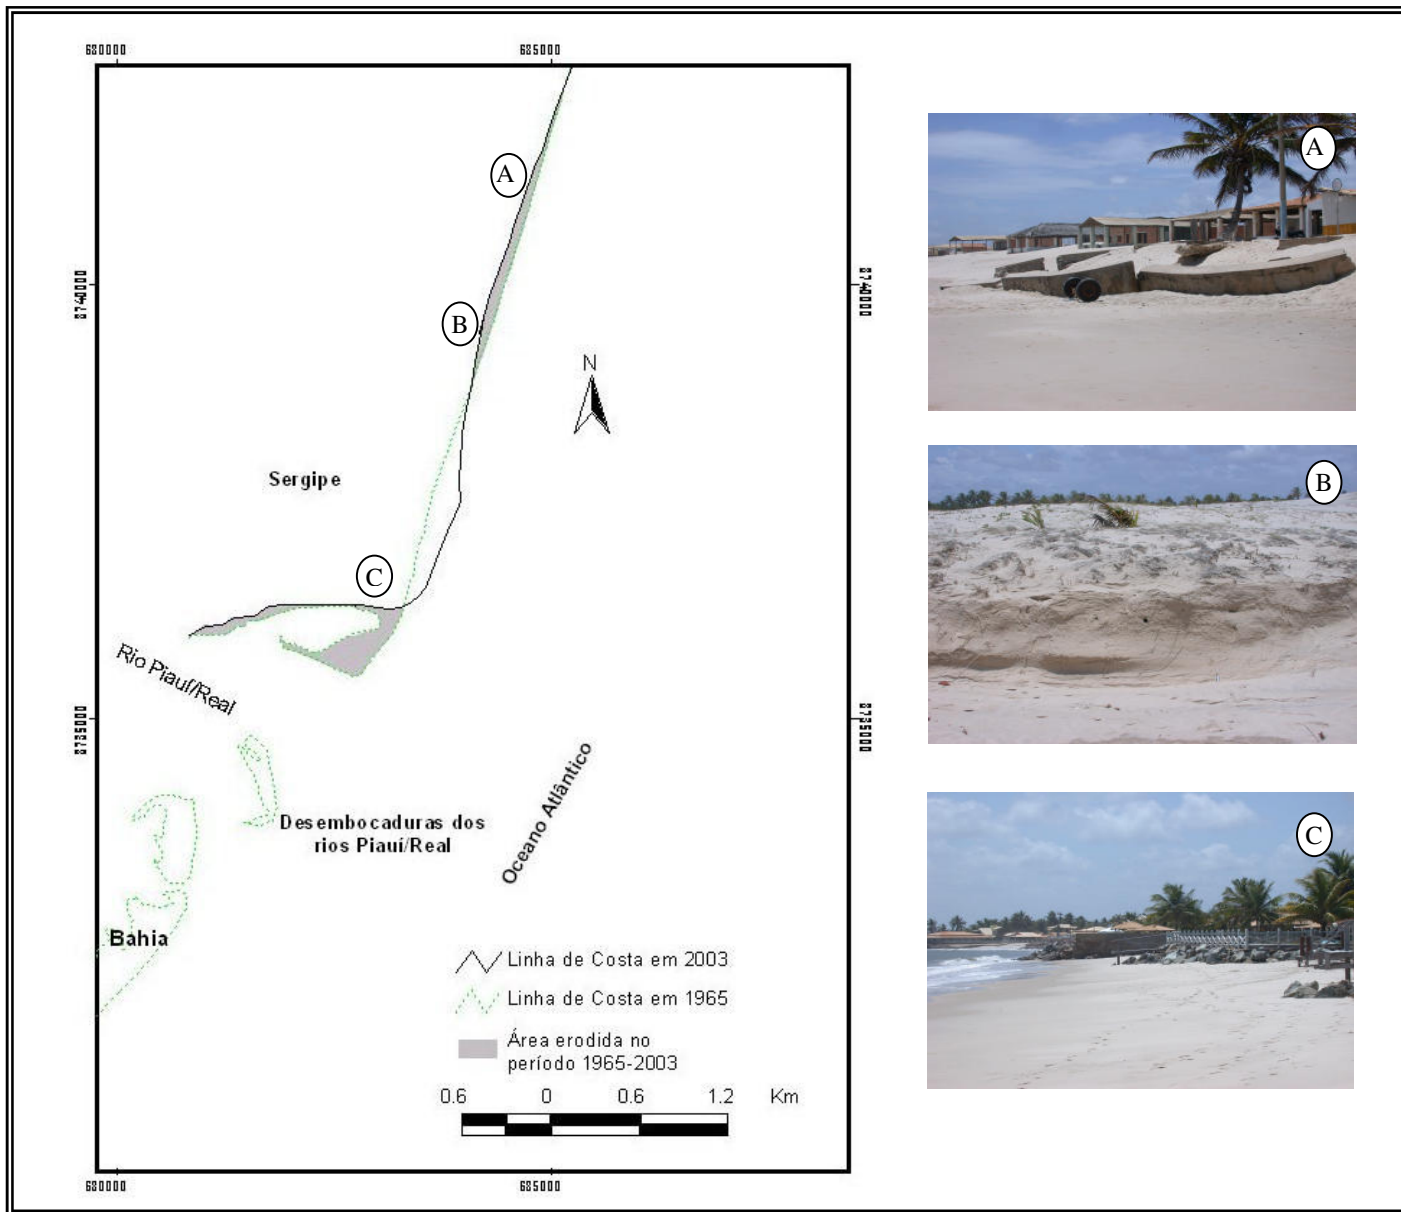 680000
685000
A
B
C
8740000
8740000
N
Sergipe
Rio Piauí/Real
8735000
8735000
Desembocaduras dos
rios Piauí/Real
Oceano Atlântico
Bahia
Linha de Costa em 2003
Linha de Costa em 1965
Área erodida no
período 1965-2003
0.6 0 0.6 1.2 Km
680000
685000
A
B
C